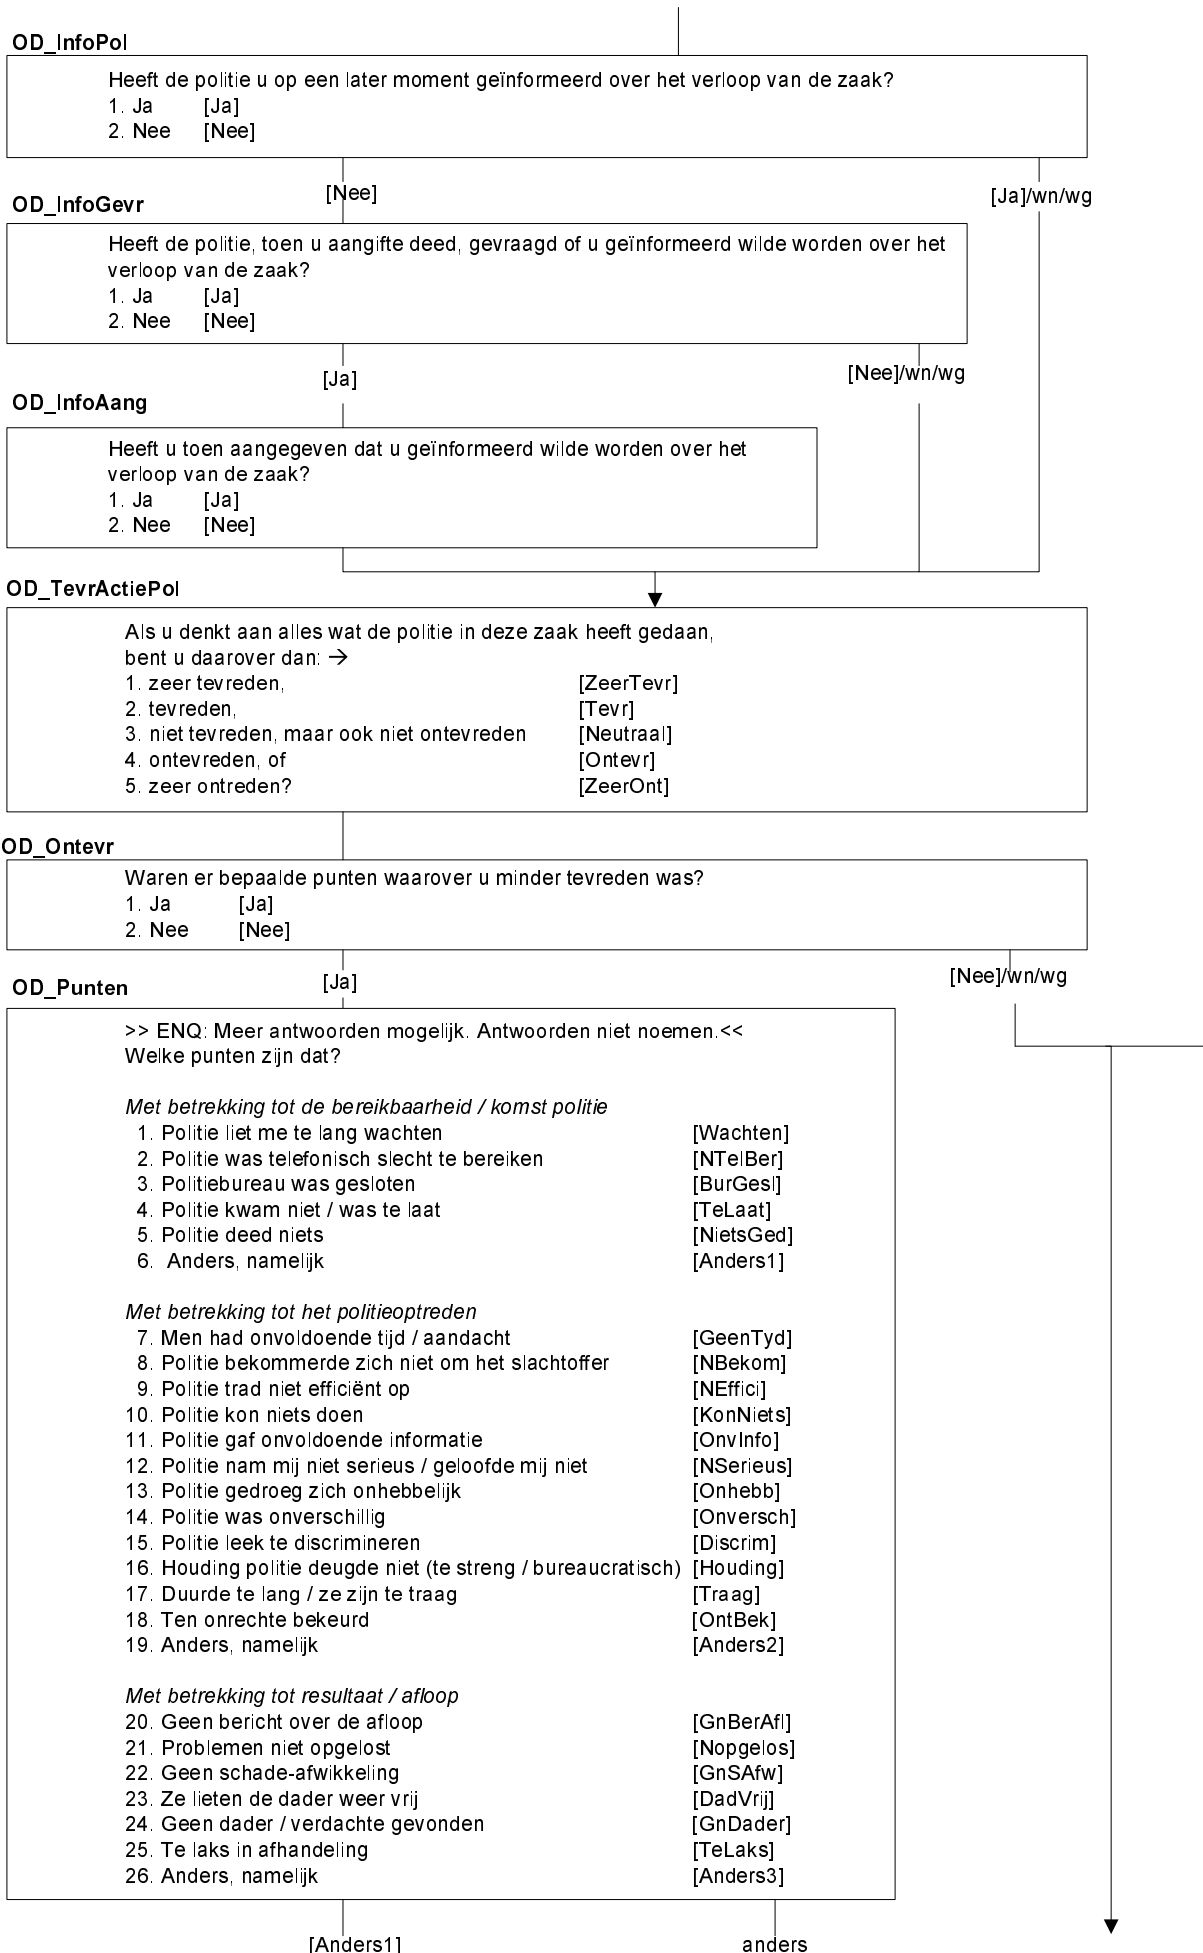 OD_InfoPol
Heeft de politie u op een later moment geïnformeerd over het verloop van de zaak?
1. Ja [Ja]
2. Nee [Nee]
[Nee]
[Ja]/wn/wg
OD_InfoGevr
Heeft de politie, toen u aangifte deed, gevraagd of u geïnformeerd wilde worden over het
verloop van de zaak?
1. Ja [Ja]
2. Nee [Nee]
[Ja]
[Nee]/wn/wg
OD_InfoAang
Heeft u toen aangegeven dat u geïnformeerd wilde worden over het
verloop van de zaak?
1. Ja [Ja]
2. Nee [Nee]
OD_TevrActiePol
Als u denkt aan alles wat de politie in deze zaak heeft gedaan,
bent u daarover dan: →
1. zeer tevreden, [ZeerTevr]
2. tevreden, [Tevr]
3. niet tevreden, maar ook niet ontevreden [Neutraal]
4. ontevreden, of [Ontevr]
5. zeer ontreden? [ZeerOnt]
OD_Ontevr
Waren er bepaalde punten waarover u minder tevreden was?
1. Ja [Ja]
2. Nee [Nee]
[Ja]
[Nee]/wn/wg
OD_Punten
>> ENQ: Meer antwoorden mogelijk. Antwoorden niet noemen.<<
Welke punten zijn dat?
Met betrekking tot de bereikbaarheid / komst politie
1. Politie liet me te lang wachten [Wachten]
2. Politie was telefonisch slecht te bereiken [NTelBer]
3. Politiebureau was gesloten [BurGesl]
4. Politie kwam niet / was te laat [TeLaat]
5. Politie deed niets [NietsGed]
6. Anders, namelijk [Anders1]
Met betrekking tot het politieoptreden
7. Men had onvoldoende tijd / aandacht [GeenTyd]
8. Politie bekommerde zich niet om het slachtoffer [NBekom]
9. Politie trad niet efficiënt op [NEffici]
10. Politie kon niets doen [KonNiets]
11. Politie gaf onvoldoende informatie [OnvInfo]
12. Politie nam mij niet serieus / geloofde mij niet [NSerieus]
13. Politie gedroeg zich onhebbelijk [Onhebb]
14. Politie was onverschillig [Onversch]
15. Politie leek te discrimineren [Discrim]
16. Houding politie deugde niet (te streng / bureaucratisch) [Houding]
17. Duurde te lang / ze zijn te traag [Traag]
18. Ten onrechte bekeurd [OntBek]
19. Anders, namelijk [Anders2]
Met betrekking tot resultaat / afloop
20. Geen bericht over de afloop [GnBerAfl]
21. Problemen niet opgelost [Nopgelos]
22. Geen schade-afwikkeling [GnSAfw]
23. Ze lieten de dader weer vrij [DadVrij]
24. Geen dader / verdachte gevonden [GnDader]
25. Te laks in afhandeling [TeLaks]
26. Anders, namelijk [Anders3]
[Anders1]
anders